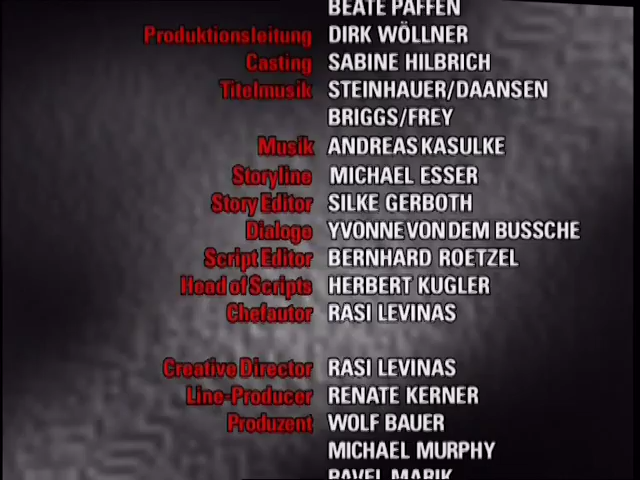 BEATE PAFFEN
Produktionsleitung DIRK WÖLLNER
Casting SABINE HILBRICH
Titelmusik STEINHAUER/DAANSEN
BRIGGS/FREY
Musik ANDREAS KASULKE
Storyline MICHAEL ESSER
Story Editor SILKE GERBOTH
Dialoge YVONNE VON DEM BUSSCHE
Script Editor BERNHARD ROETZEL
Head of Scripts HERBERT KUGLER
Chefautor RASI LEVINAS
Creative Director RASI LEVINAS
Line-Producer RENATE KERNER
Produzent WOLF BAUER
MICHAEL MURPHY
PAVEL MARIK